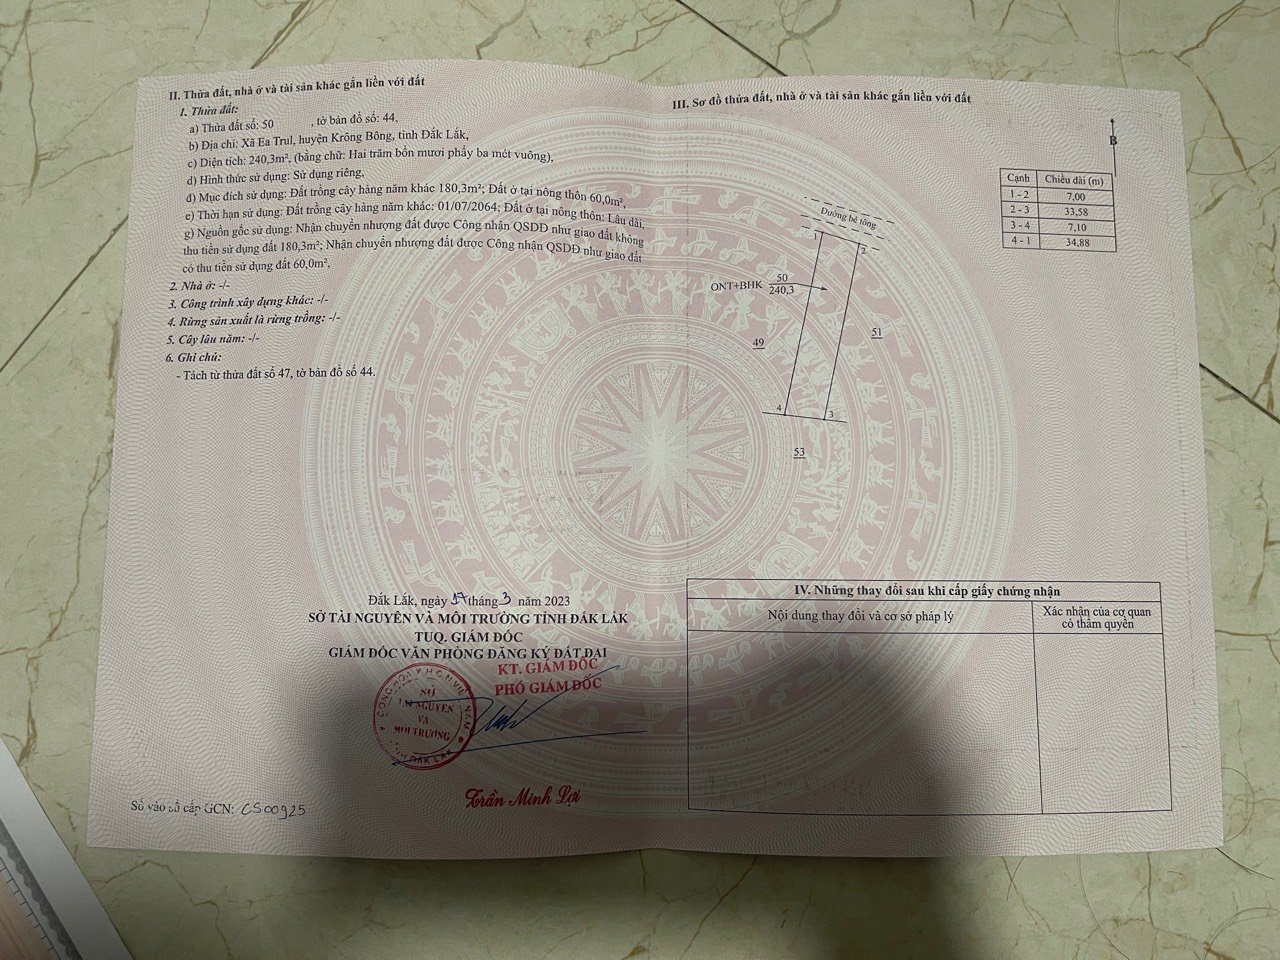 II. Thửa đất, nhà ở và tài sản khác gắn liền với đất
1. Thửa đất:
a) Thửa đất số: 50 , tờ bản đồ số: 44,
b) Địa chỉ: Xã Ea Trul, huyện Krông Bông, tỉnh Đắk Lắk,
c) Diện tích: 240,3m², (bằng chữ: Hai trăm bốn mươi phẩy ba mét vuông),
d) Hình thức sử dụng: Sử dụng riêng,
đ) Mục đích sử dụng: Đất trồng cây hàng năm khác 180,3m²; Đất ở tại nông thôn 60,0m²,
e) Thời hạn sử dụng: Đất trồng cây hàng năm khác: 01/07/2064; Đất ở tại nông thôn: Lâu dài,
g) Nguồn gốc sử dụng: Nhận chuyển nhượng đất được Công nhận QSDĐ như giao đất không
thu tiền sử dụng đất 180,3m²; Nhận chuyển nhượng đất được Công nhận QSDĐ như giao đất
có thu tiền sử dụng đất 60,0m²,
2. Nhà ở: -/-
3. Công trình xây dựng khác: -/-
4. Rừng sản xuất là rừng trồng: -/-
5. Cây lâu năm: -/-
6. Ghi chú:
- Tách từ thửa đất số 47, tờ bản đồ số 44.
Đắk Lắk, ngày 17 tháng 3 năm 2023
SỞ TÀI NGUYÊN VÀ MÔI TRƯỜNG TỈNH ĐẮK LẮK
TUQ. GIÁM ĐỐC
GIÁM ĐỐC VĂN PHÒNG ĐĂNG KÝ ĐẤT ĐAI
KT. GIÁM ĐỐC
PHÓ GIÁM ĐỐC
SỞ
TÀI NGUYÊN
VÀ
MÔI TRƯỜNG
Trần Minh Lợi
Số vào sổ cấp GCN: CS00925
III. Sơ đồ thửa đất, nhà ở và tài sản khác gắn liền với đất
B
Cạnh Chiều dài (m)
1 - 2 7,00
2 - 3 33,58
3 - 4 7,10
4 - 1 34,88
Đường bê tông
1
2
ONT+BHK 50
240,3
51
49
4
3
53
IV. Những thay đổi sau khi cấp giấy chứng nhận
Nội dung thay đổi và cơ sở pháp lý
Xác nhận của cơ quan
có thẩm quyền